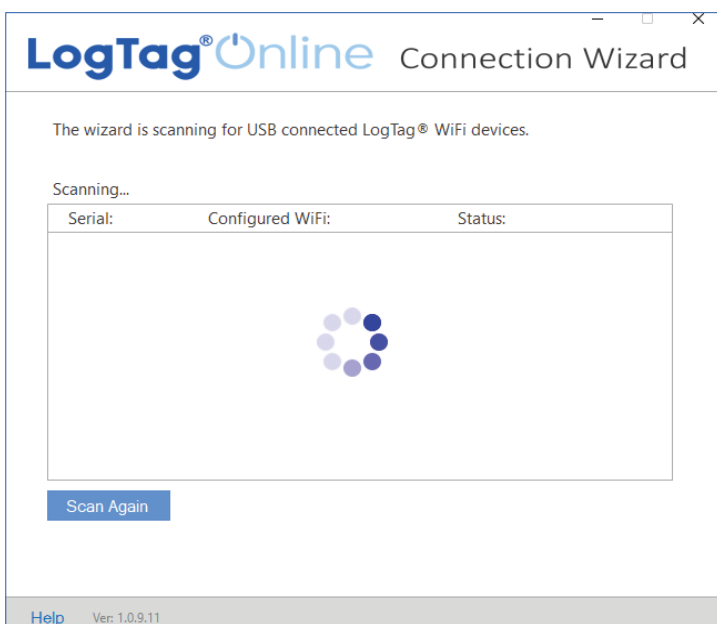 LogTag® Online Connection Wizard
The wizard is scanning for USB connected LogTag® WiFi devices.
Scanning...
Serial: Configured WiFi: Status:
Scan Again
Help Ver: 1.0.9.11